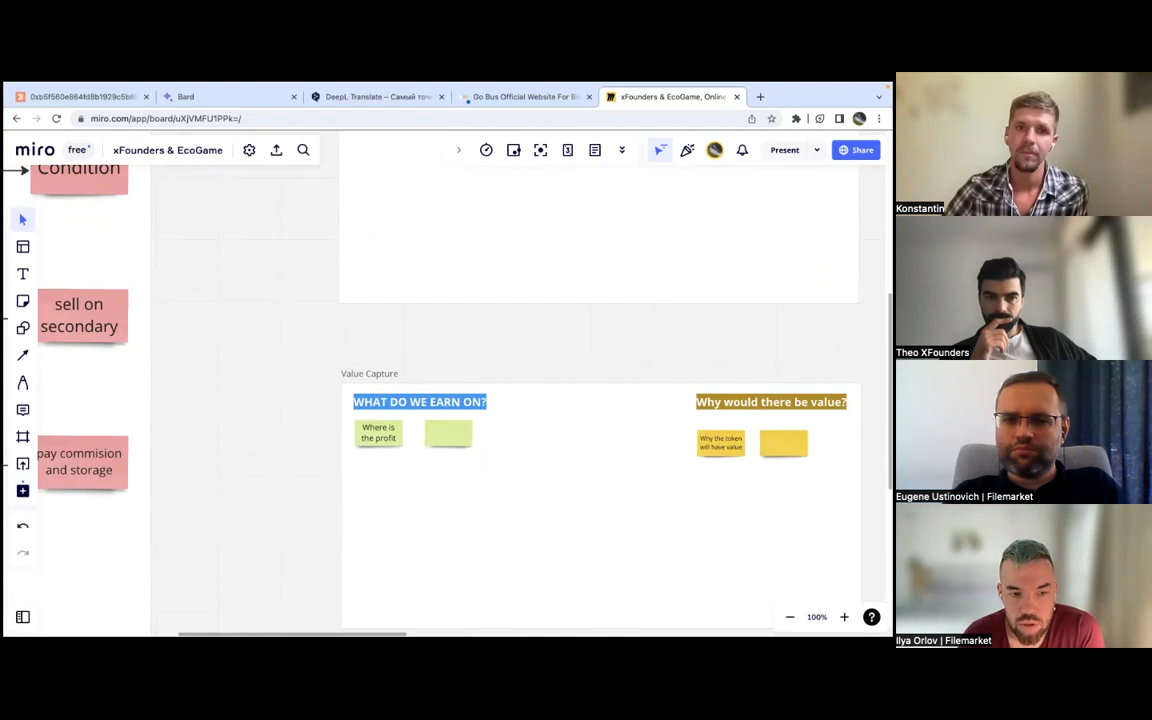 0xb5f560e864fd8b1929c5b8
Bard
DeepL Translate – Самый точ
Go Bus Official Website For B
xFounders & EcoGame, Online
miro.com/app/board/uXjVMFU1PPk=/
miro
free
xFounders & EcoGame
Present
Share
Condition
sell on
secondary
pay commision
and storage
Value Capture
WHAT DO WE EARN ON?
Where is
the profit
Why would there be value?
Why the token
will have value
100%
Konstantin
Theo XFounders
Eugene Ustinovich | Filemarket
Ilya Orlov | Filemarket